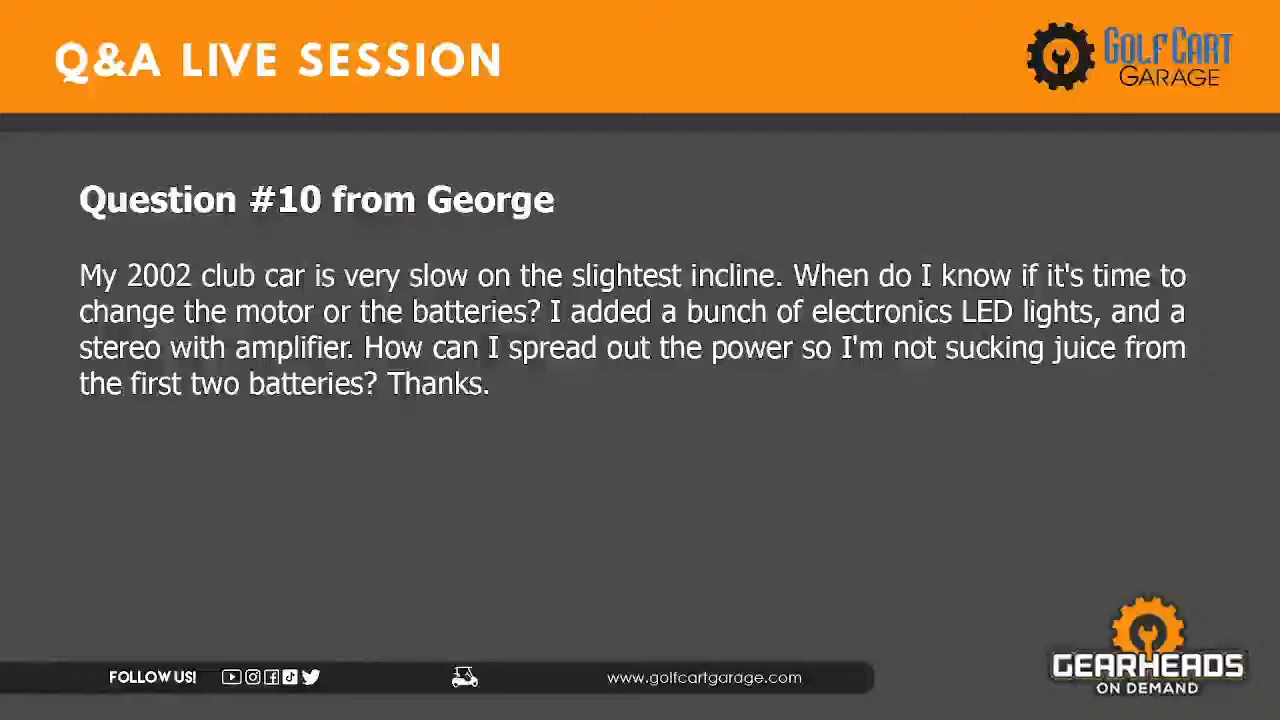 Q&A LIVE SESSION
GOLF CART
GARAGE
Question #10 from George
My 2002 club car is very slow on the slightest incline. When do I know if it's time to
change the motor or the batteries? I added a bunch of electronics LED lights, and a
stereo with amplifier. How can I spread out the power so I'm not sucking juice from
the first two batteries? Thanks.
FOLLOW US!
www.golfcartgarage.com
GEARHEADS
ON DEMAND